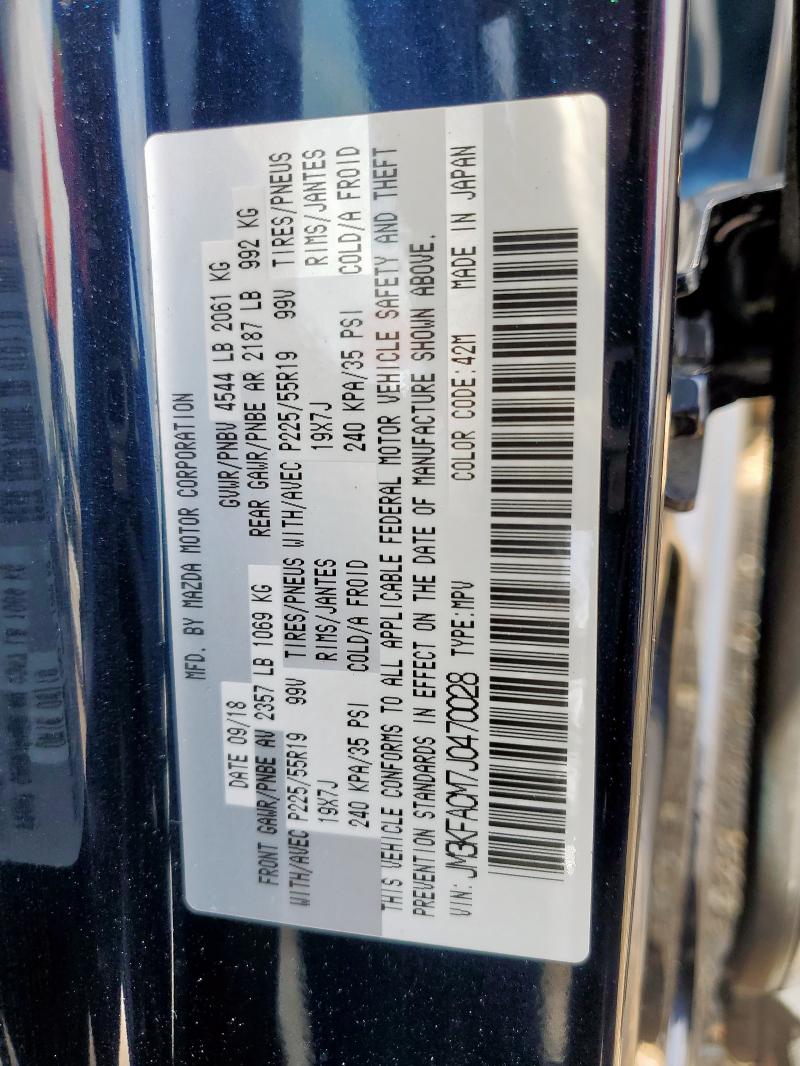 MFD. BY MAZDA MOTOR CORPORATION
DATE 09/18 GVWR/PNBV 4544 LB 2061 KG
FRONT GAWR/PNBE AV 2357 LB 1069 KG REAR GAWR/PNBE AR 2187 LB 992 KG
WITH/AVEC P225/55R19 99V TIRES/PNEUS WITH/AVEC P225/55R19 99V TIRES/PNEUS
19X7J RIMS/JANTES 19X7J RIMS/JANTES
240 KPA/35 PSI COLD/A FROID 240 KPA/35 PSI COLD/A FROID
THIS VEHICLE CONFORMS TO ALL APPLICABLE FEDERAL MOTOR VEHICLE SAFETY AND THEFT
PREVENTION STANDARDS IN EFFECT ON THE DATE OF MANUFACTURE SHOWN ABOVE.
VIN: JM3KFACM7J0470028 TYPE:MPV COLOR CODE:42M MADE IN JAPAN